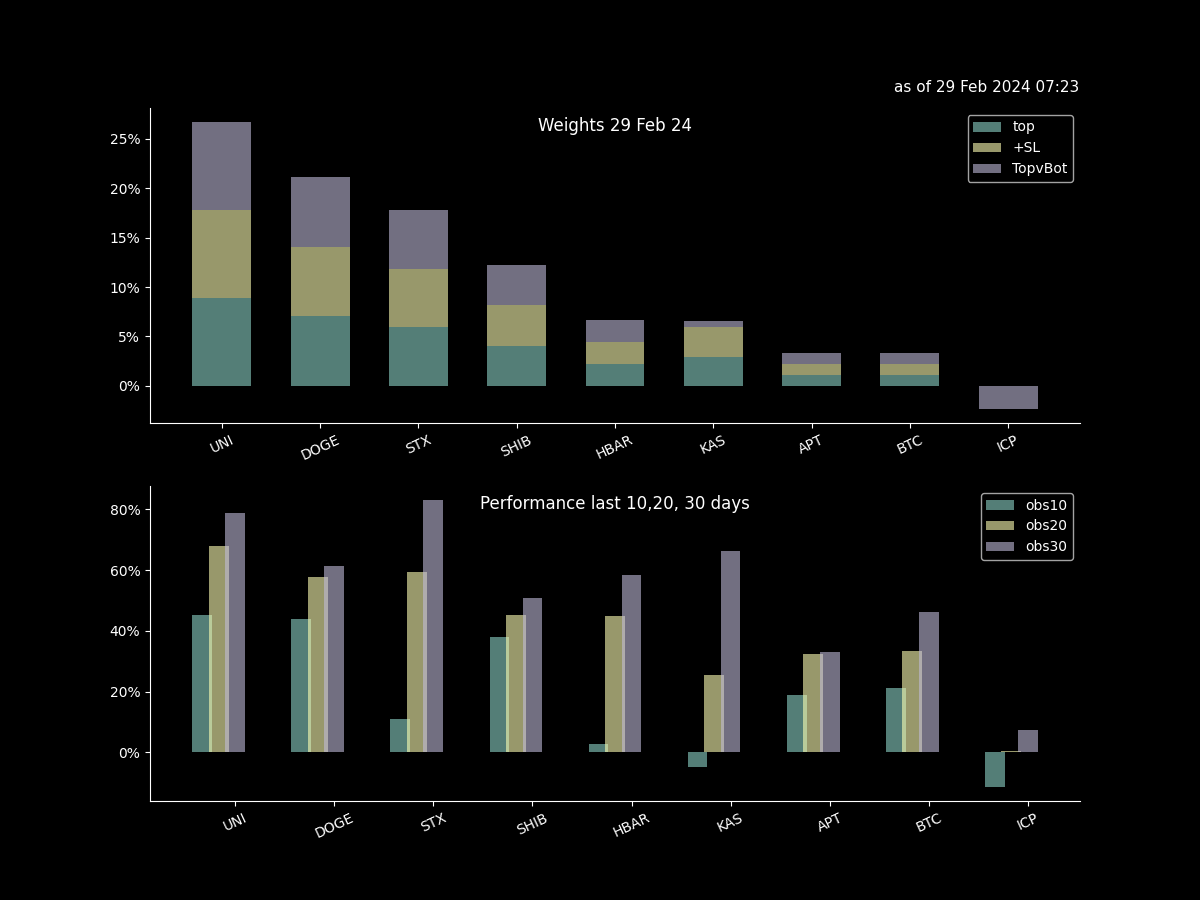 as of 29 Feb 2024 07:23
Weights 29 Feb 24
top
+SL
TopvBot
25%
20%
15%
10%
5%
0%
UNI DOGE STX SHIB HBAR KAS APT BTC ICP
Performance last 10,20, 30 days
obs10
obs20
obs30
80%
60%
40%
20%
0%
UNI DOGE STX SHIB HBAR KAS APT BTC ICP